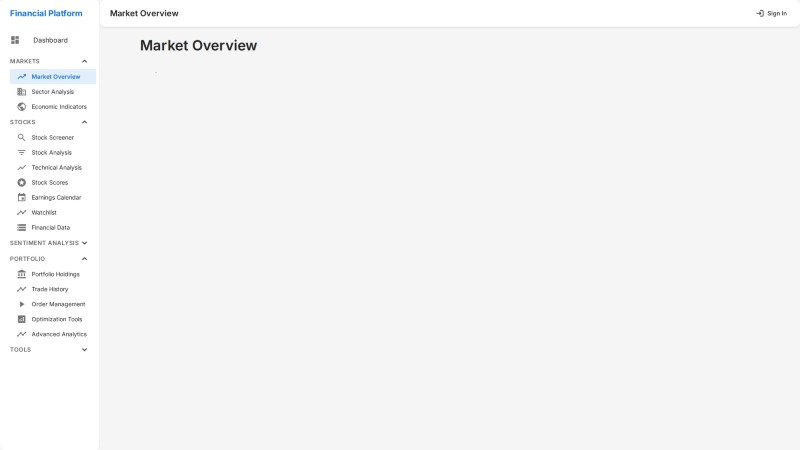 Financial Platform
Market Overview
Sign In
Dashboard
Market Overview
MARKETS
Market Overview
Sector Analysis
Economic Indicators
STOCKS
Stock Screener
Stock Analysis
Technical Analysis
Stock Scores
Earnings Calendar
Watchlist
Financial Data
SENTIMENT ANALYSIS
PORTFOLIO
Portfolio Holdings
Trade History
Order Management
Optimization Tools
Advanced Analytics
TOOLS